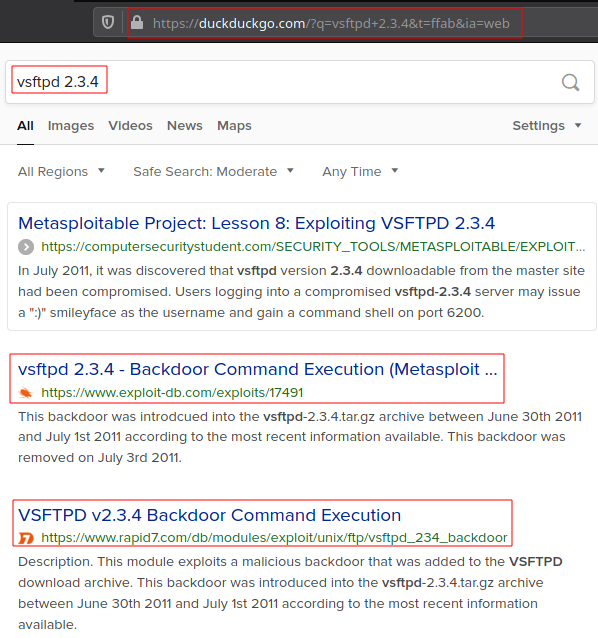 https://duckduckgo.com/?q=vsftpd+2.3.4&t=ffab&ia=web
vsftpd 2.3.4
All Images Videos News Maps Settings
All Regions Safe Search: Moderate Any Time
Metasploitable Project: Lesson 8: Exploiting VSFTPD 2.3.4
https://computersecuritystudent.com/SECURITY_TOOLS/METASPLOITABLE/EXPLOIT...
In July 2011, it was discovered that vsftpd version 2.3.4 downloadable from the master site
had been compromised. Users logging into a compromised vsftpd-2.3.4 server may issue
a ":)" smileyface as the username and gain a command shell on port 6200.
vsftpd 2.3.4 - Backdoor Command Execution (Metasploit ...
https://www.exploit-db.com/exploits/17491
This backdoor was introdcued into the vsftpd-2.3.4.tar.gz archive between June 30th 2011
and July 1st 2011 according to the most recent information available. This backdoor was
removed on July 3rd 2011.
VSFTPD v2.3.4 Backdoor Command Execution
https://www.rapid7.com/db/modules/exploit/unix/ftp/vsftpd_234_backdoor
Description. This module exploits a malicious backdoor that was added to the VSFTPD
download archive. This backdoor was introduced into the vsftpd-2.3.4.tar.gz archive
between June 30th 2011 and July 1st 2011 according to the most recent information
available.